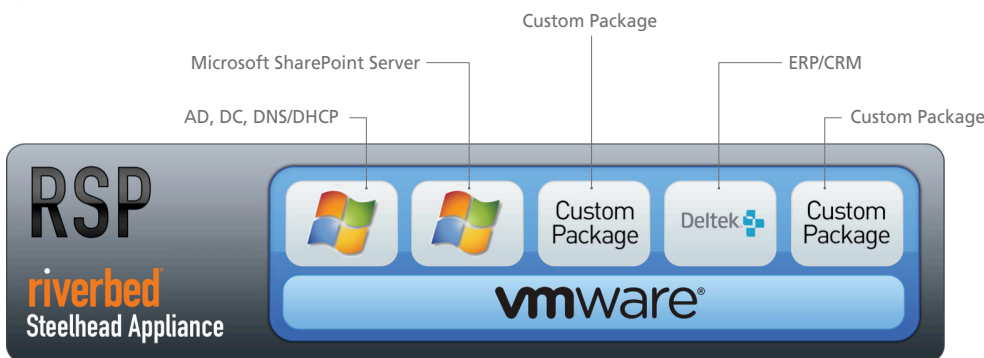 Custom Package
Microsoft SharePoint Server
ERP/CRM
AD, DC, DNS/DHCP
Custom Package
RSP
riverbed
Steelhead Appliance
Custom
Package
Deltek
Custom
Package
vmware®